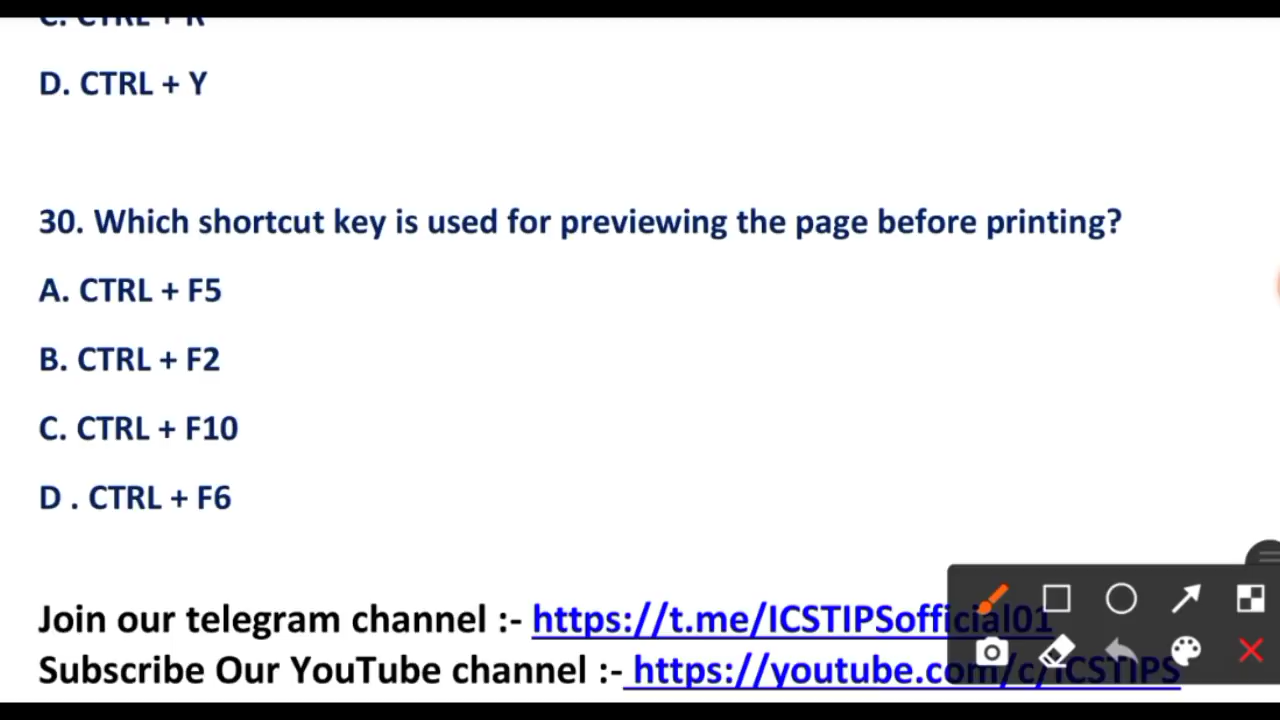 C. CTRL + R
D. CTRL + Y
30. Which shortcut key is used for previewing the page before printing?
A. CTRL + F5
B. CTRL + F2
C. CTRL + F10
D . CTRL + F6
Join our telegram channel :- https://t.me/ICSTIPSofficial01
Subscribe Our YouTube channel :- https://youtube.com/c/ICSTIPS